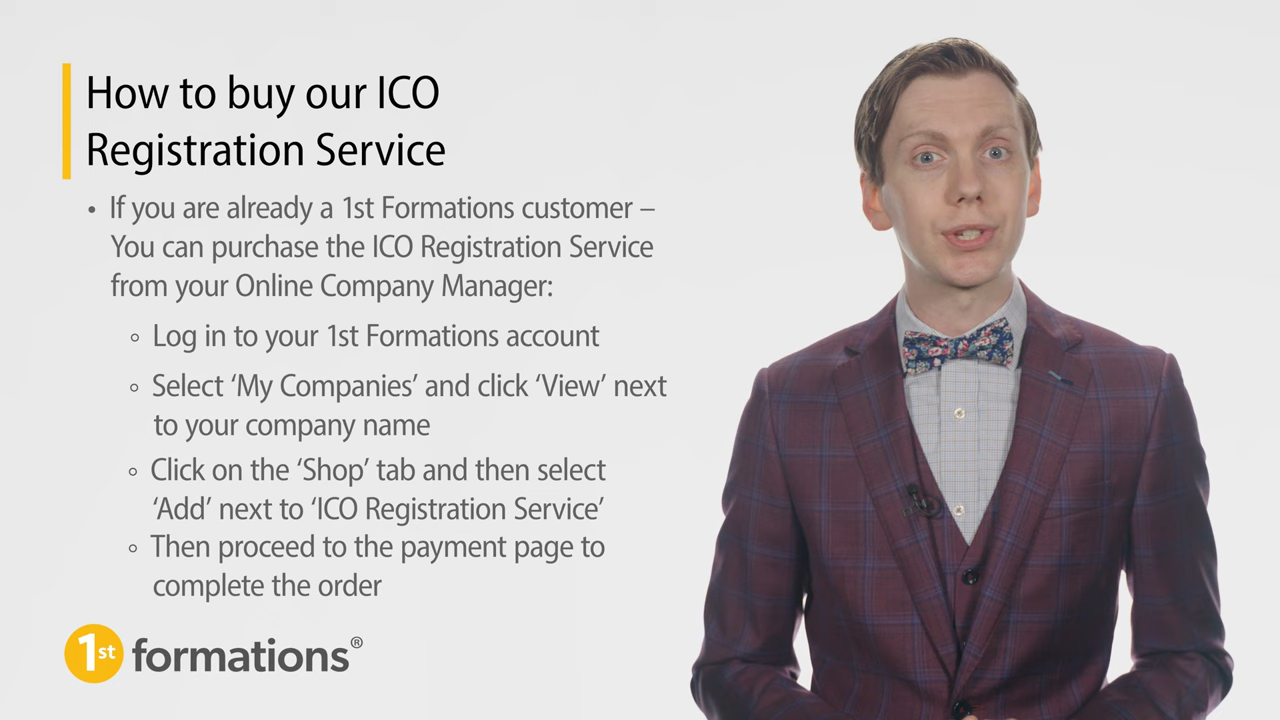 How to buy our ICO
Registration Service
• If you are already a 1st Formations customer –
You can purchase the ICO Registration Service
from your Online Company Manager:
◦ Log in to your 1st Formations account
◦ Select ‘My Companies’ and click ‘View’ next
to your company name
◦ Click on the ‘Shop’ tab and then select
‘Add’ next to ‘ICO Registration Service’
◦ Then proceed to the payment page to
complete the order
1st formations®